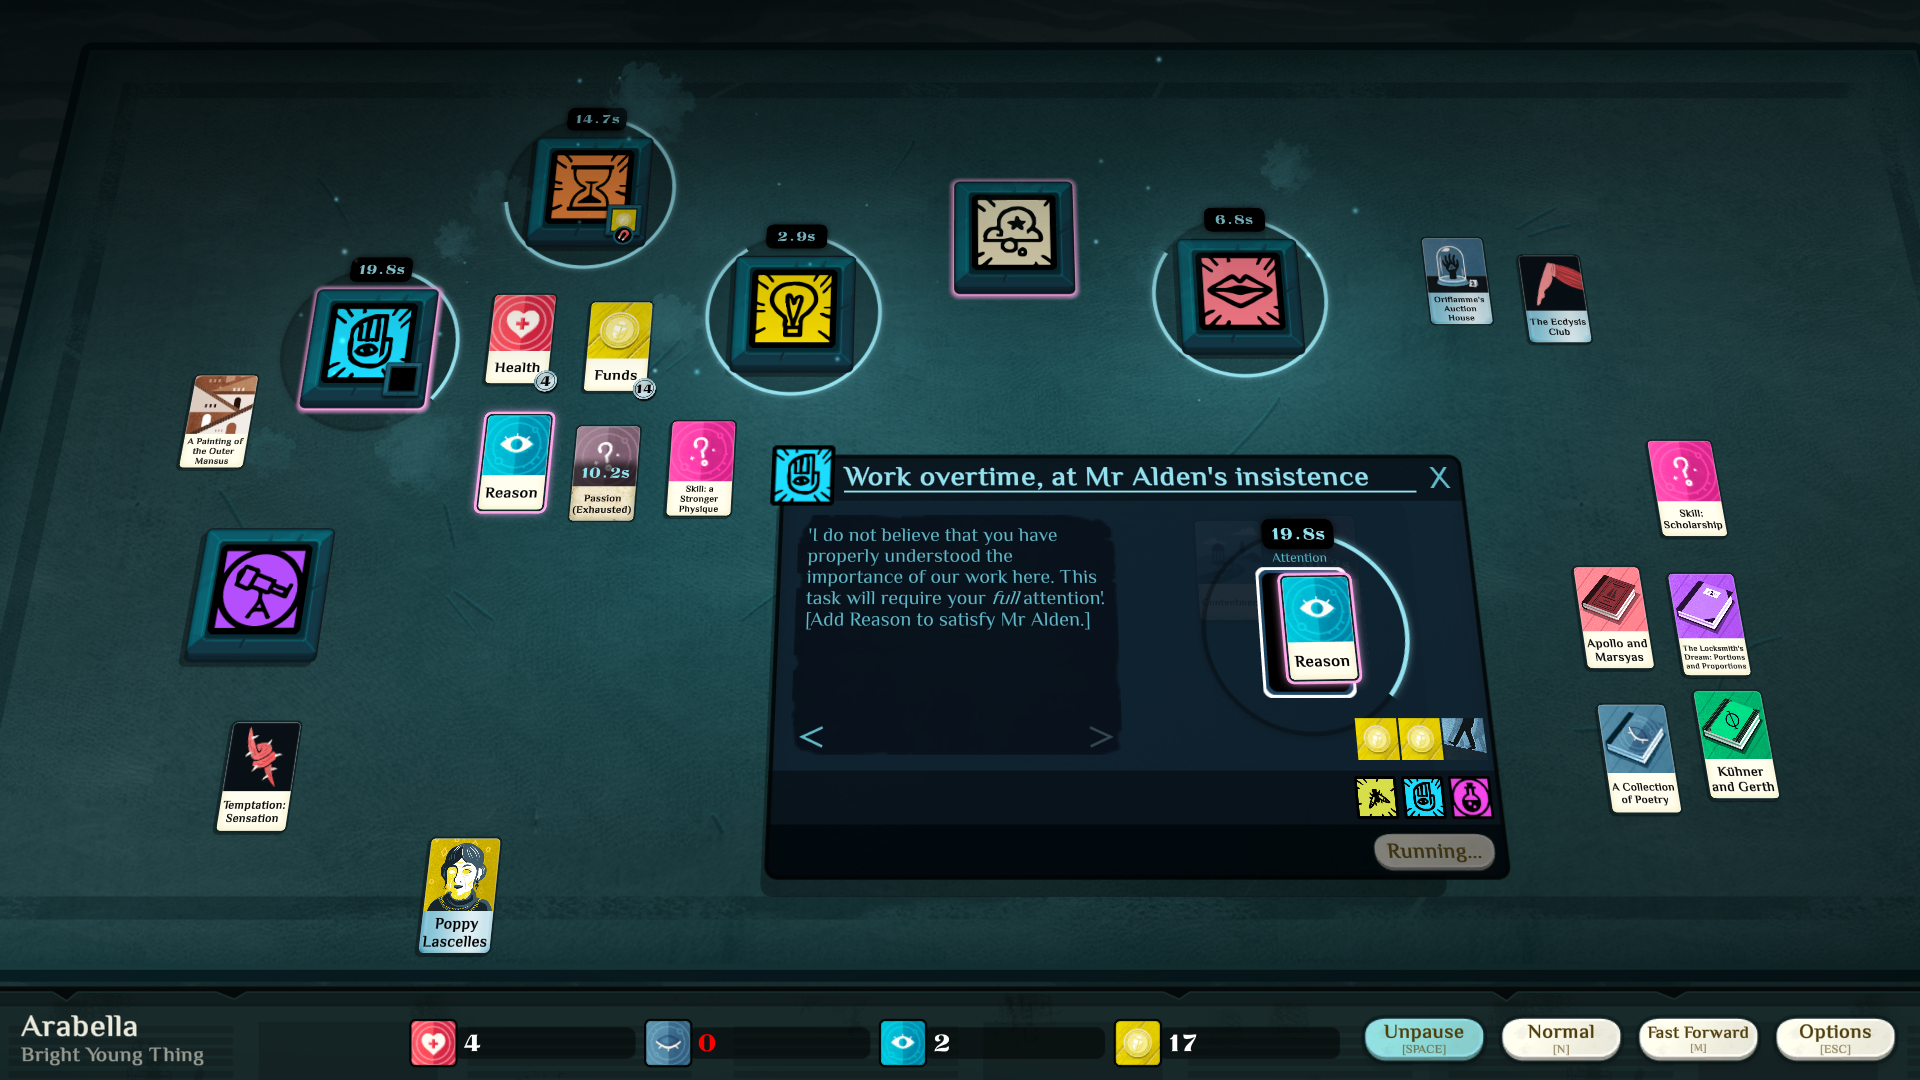 14.7s
2.9s
6.8s
19.8s
Oriflamme's
Auction
House
The Ecdysis
Club
Health
4
Funds
14
A Painting of
the Outer
Mansus
Reason
10.2s
Passion
(Exhausted)
Skill: a
Stronger
Physique
Work overtime, at Mr Alden's insistence
X
'I do not believe that you have
properly understood the
importance of our work here. This
task will require your full attention'.
[Add Reason to satisfy Mr Alden.]
<
>
19.8s
Attention
Reason
Running...
Skill:
Scholarship
Apollo and
Marsyas
The Locksmith's
Dream: Portions
and Proportions
A Collection
of Poetry
Kühner
and Gerth
Temptation:
Sensation
Poppy
Lascelles
Arabella
Bright Young Thing
4
0
2
17
Unpause
[SPACE]
Normal
[N]
Fast Forward
[M]
Options
[ESC]